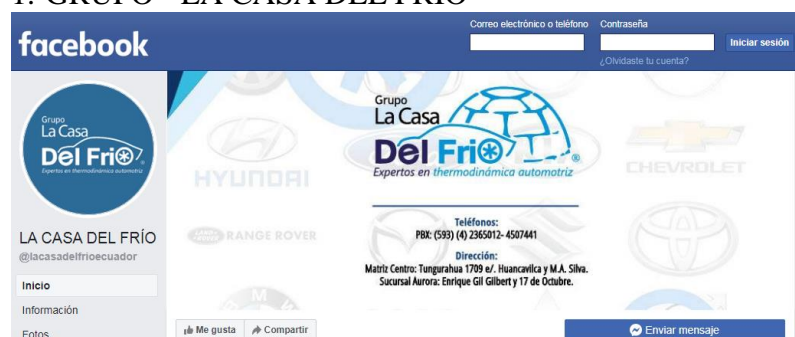 1. GRUPO "LA CASA DEL FRIO"
facebook
Correo electrónico o teléfono
Contraseña
Iniciar sesión
¿Olvidaste tu cuenta?
Grupo
La Casa
Del Frio
Expertos en thermodinámica automotriz
LA CASA DEL FRÍO
@lacasadelfrioecuador
Inicio
Información
Fotos
Grupo
La Casa
Del Frio
Expertos en thermodinámica automotriz
HYUNDAI
CHEVROLET
RANGE ROVER
Teléfonos:
PBX: (593) (4) 2365012- 4507441
Dirección:
Matriz Centro: Tungurahua 1709 e/. Huancavilca y M.A. Silva.
Sucursal Aurora: Enrique Gil Gilbert y 17 de Octubre.
Me gusta
Compartir
Enviar mensaje